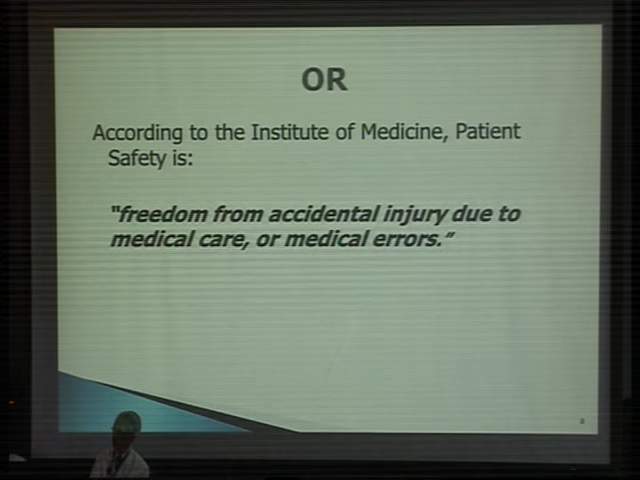 OR
According to the Institute of Medicine, Patient
Safety is:
"freedom from accidental injury due to
medical care, or medical errors."